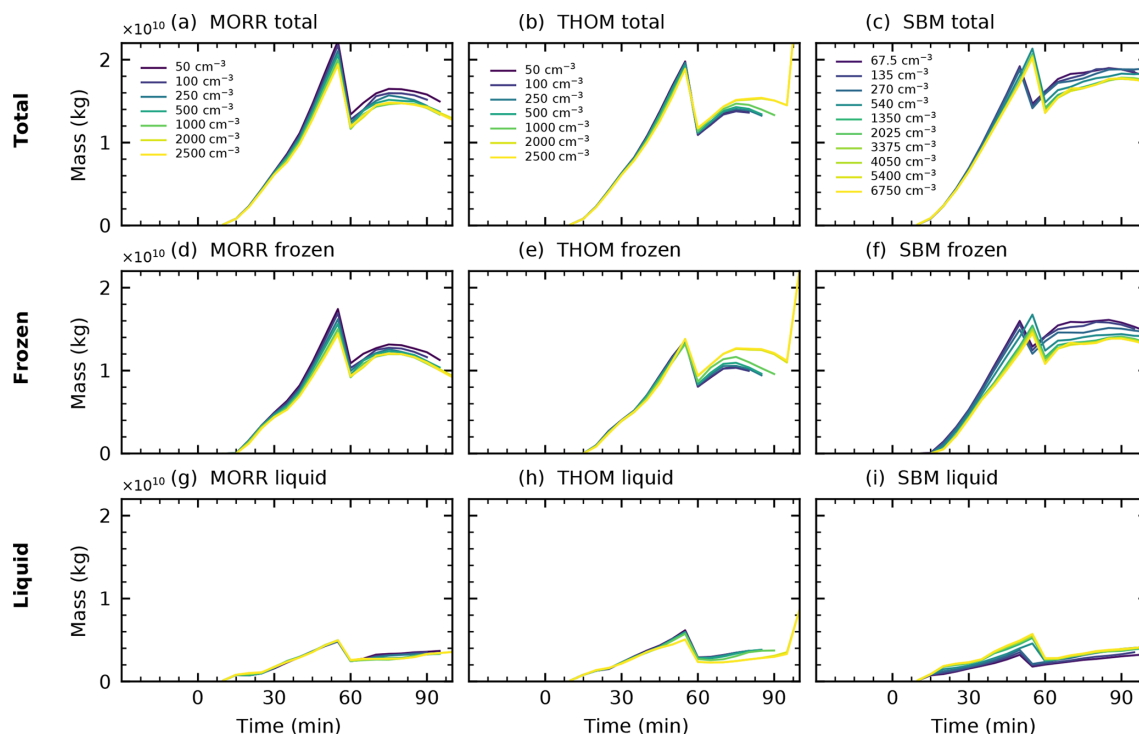 (a) MORR total
(b) THOM total
(c) SBM total
×10¹⁰
2
1
0
Total
Mass (kg)
50 cm⁻³
100 cm⁻³
250 cm⁻³
500 cm⁻³
1000 cm⁻³
2000 cm⁻³
2500 cm⁻³
50 cm⁻³
100 cm⁻³
250 cm⁻³
500 cm⁻³
1000 cm⁻³
2000 cm⁻³
2500 cm⁻³
67.5 cm⁻³
135 cm⁻³
270 cm⁻³
540 cm⁻³
1350 cm⁻³
2025 cm⁻³
3375 cm⁻³
4050 cm⁻³
5400 cm⁻³
6750 cm⁻³
(d) MORR frozen
(e) THOM frozen
(f) SBM frozen
×10¹⁰
2
1
0
Frozen
Mass (kg)
(g) MORR liquid
(h) THOM liquid
(i) SBM liquid
×10¹⁰
2
1
0
Liquid
Mass (kg)
0 30 60 90
0 30 60 90
0 30 60 90
Time (min)
Time (min)
Time (min)